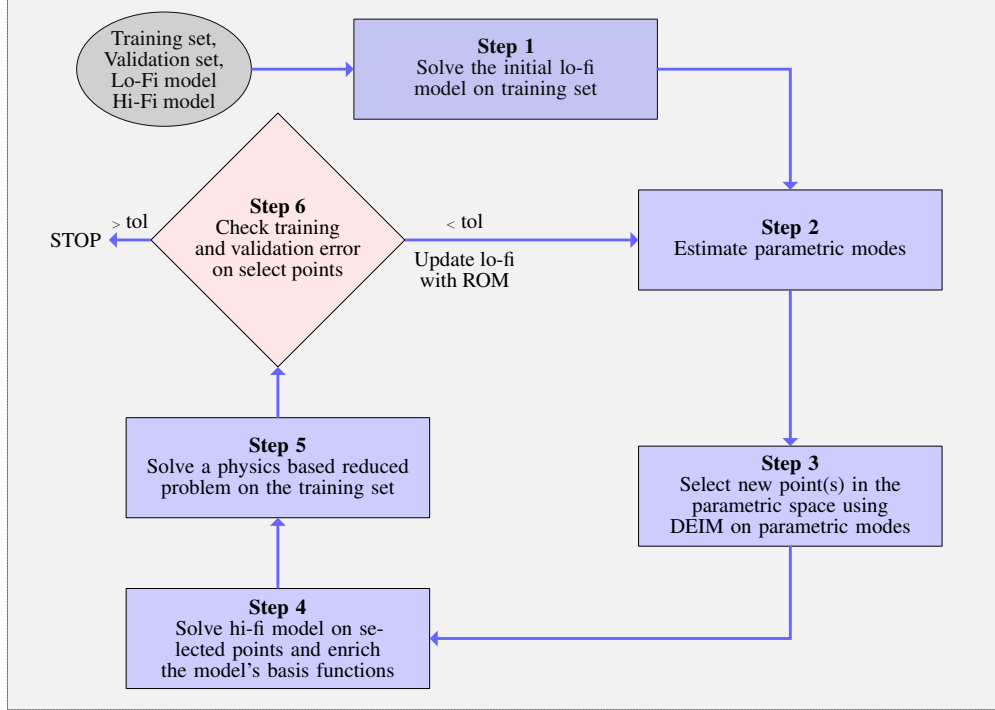 Training set,
Validation set,
Lo-Fi model
Hi-Fi model
Step 1
Solve the initial lo-fi
model on training set
Step 2
Estimate parametric modes
Step 3
Select new point(s) in the
parametric space using
DEIM on parametric modes
Step 4
Solve hi-fi model on se-
lected points and enrich
the model's basis functions
Step 5
Solve a physics based reduced
problem on the training set
Step 6
Check training
and validation error
on select points
> tol
STOP
< tol
Update lo-fi
with ROM